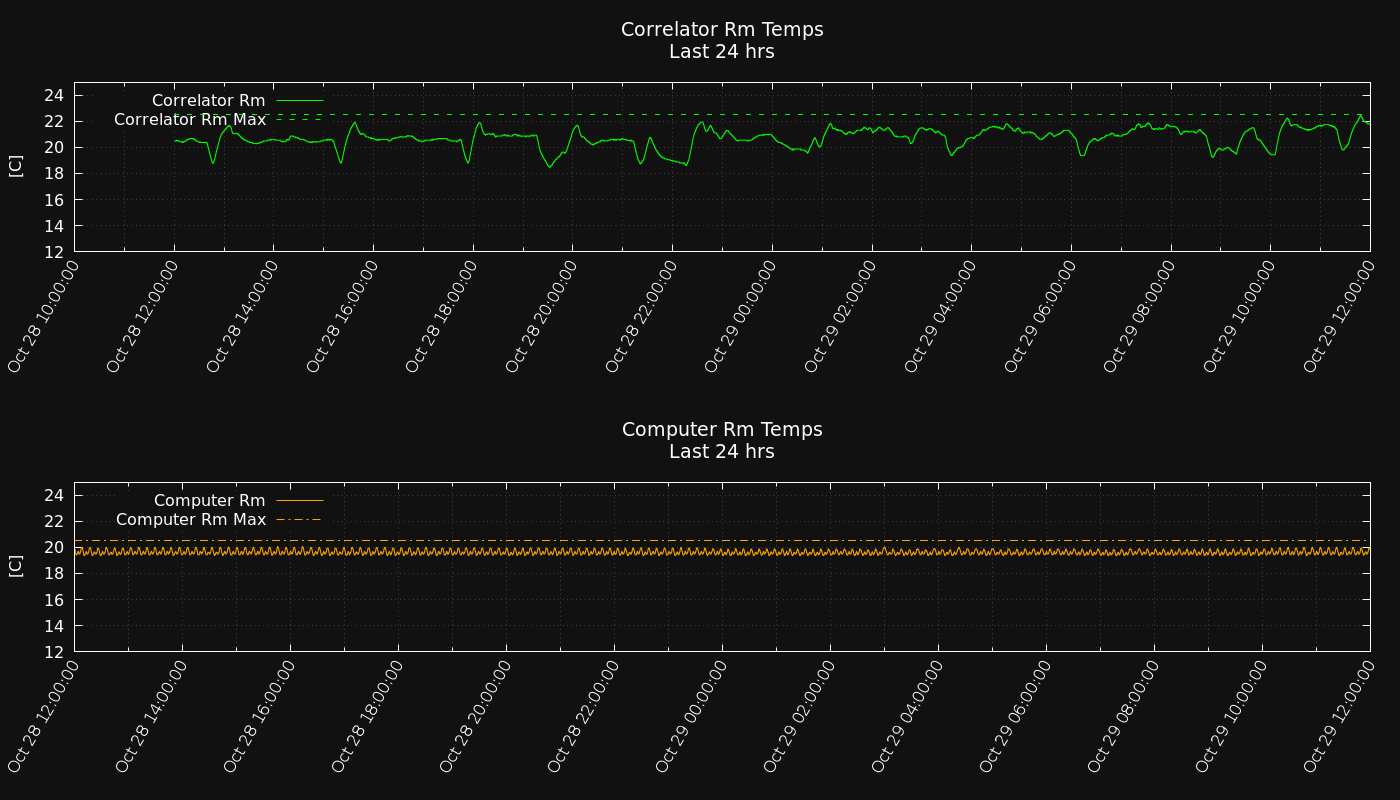 Correlator Rm Temps
Last 24 hrs
Correlator Rm
Correlator Rm Max
[C]
24
22
20
18
16
14
12
Oct 28 10:00:00
Oct 28 12:00:00
Oct 28 14:00:00
Oct 28 16:00:00
Oct 28 18:00:00
Oct 28 20:00:00
Oct 28 22:00:00
Oct 29 00:00:00
Oct 29 02:00:00
Oct 29 04:00:00
Oct 29 06:00:00
Oct 29 08:00:00
Oct 29 10:00:00
Oct 29 12:00:00
Computer Rm Temps
Last 24 hrs
Computer Rm
Computer Rm Max
[C]
24
22
20
18
16
14
12
Oct 28 12:00:00
Oct 28 14:00:00
Oct 28 16:00:00
Oct 28 18:00:00
Oct 28 20:00:00
Oct 28 22:00:00
Oct 29 00:00:00
Oct 29 02:00:00
Oct 29 04:00:00
Oct 29 06:00:00
Oct 29 08:00:00
Oct 29 10:00:00
Oct 29 12:00:00